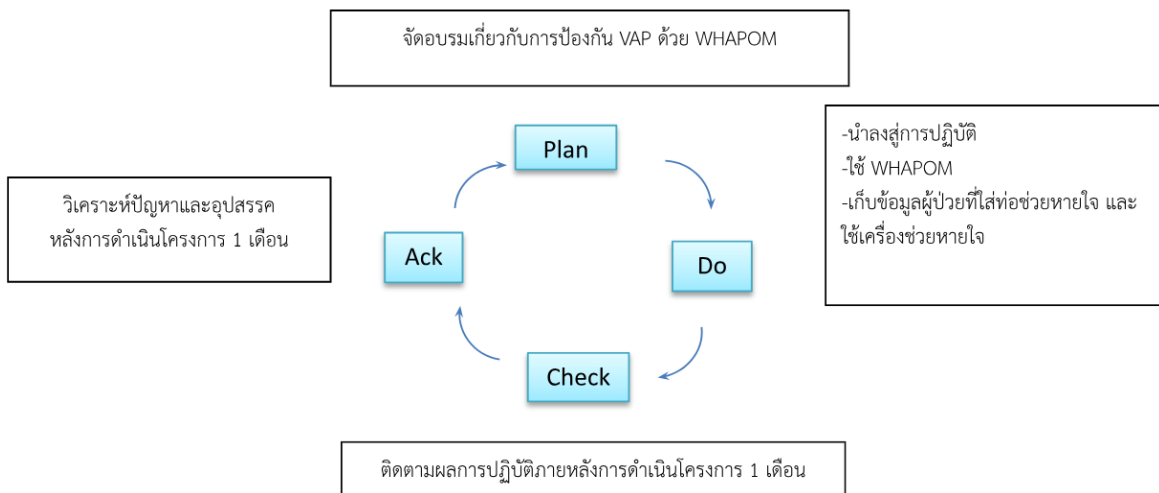 จัดอบรมเกี่ยวกับการป้องกัน VAP ด้วย WHAPOM
Plan
-นำลงสู่การปฏิบัติ
-ใช้ WHAPOM
-เก็บข้อมูลผู้ป่วยที่ใส่ท่อช่วยหายใจ และ
ใช้เครื่องช่วยหายใจ
วิเคราะห์ปัญหาและอุปสรรค
หลังการดำเนินโครงการ 1 เดือน
Ack
Do
Check
ติดตามผลการปฏิบัติภายหลังการดำเนินโครงการ 1 เดือน